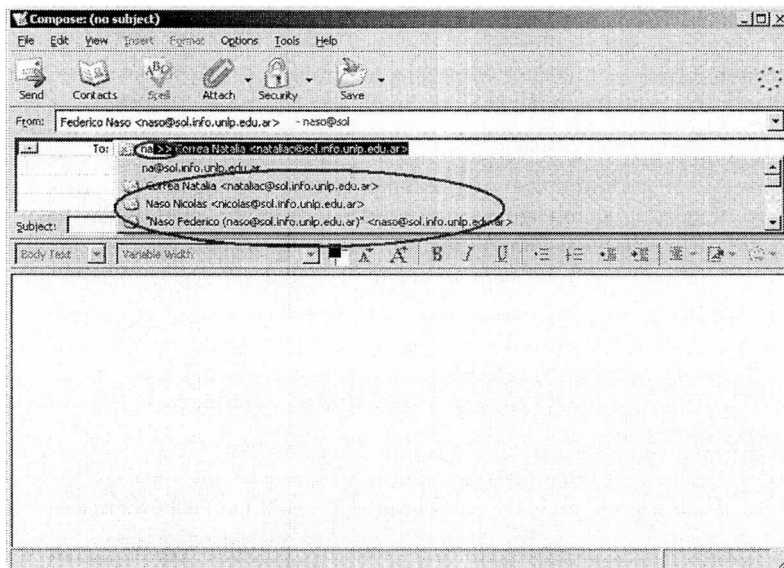 Compose: (no subject)
File Edit View Insert Format Options Tools Help
Send Contacts Spell Attach Security Save
From: Federico Naso <naso@sol.info.unlp.edu.ar> - naso@sol
To: na >> Correa Natalia <nataliac@sol.info.unlp.edu.ar>
na@sol.info.unlp.edu.ar
Correa Natalia <nataliac@sol.info.unlp.edu.ar>
Naso Nicolas <nicolas@sol.info.unlp.edu.ar>
"Naso Federico (naso@sol.info.unlp.edu.ar)" <naso@sol.info.unlp.edu.ar>
Subject:
Body Text Variable Width A A B I U